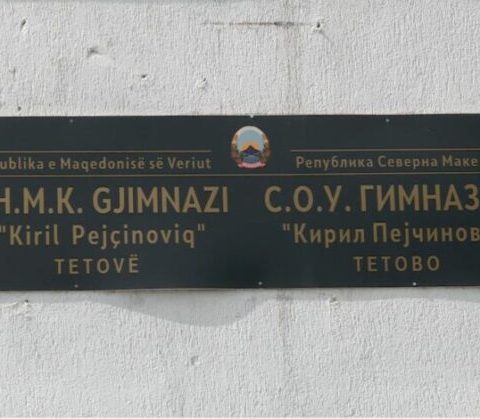 ublika e Maqedonisë së Veriut
Република Северна Маке
H.M.K. GJIMNAZI
С.О.У. ГИМНАЗ
"Kiril Pejçinoviq"
"Кирил Пејчинов
TETOVË
ТЕТОВО